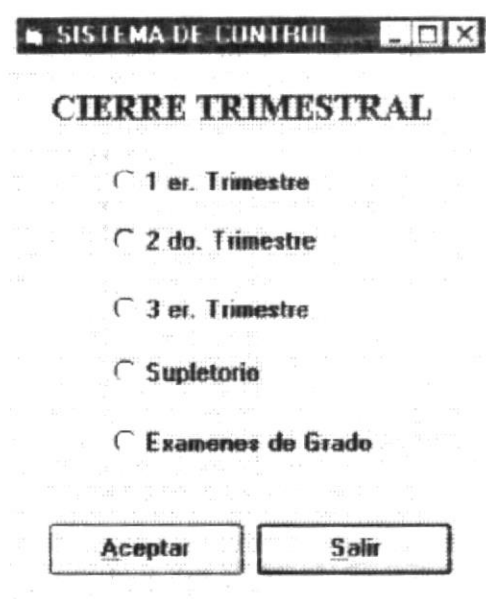 SISTEMA DE CONTROL
CIERRE TRIMESTRAL
1 er. Trimestre
2 do. Trimestre
3 er. Trimestre
Supletorio
Examenes de Grado
Aceptar Salir